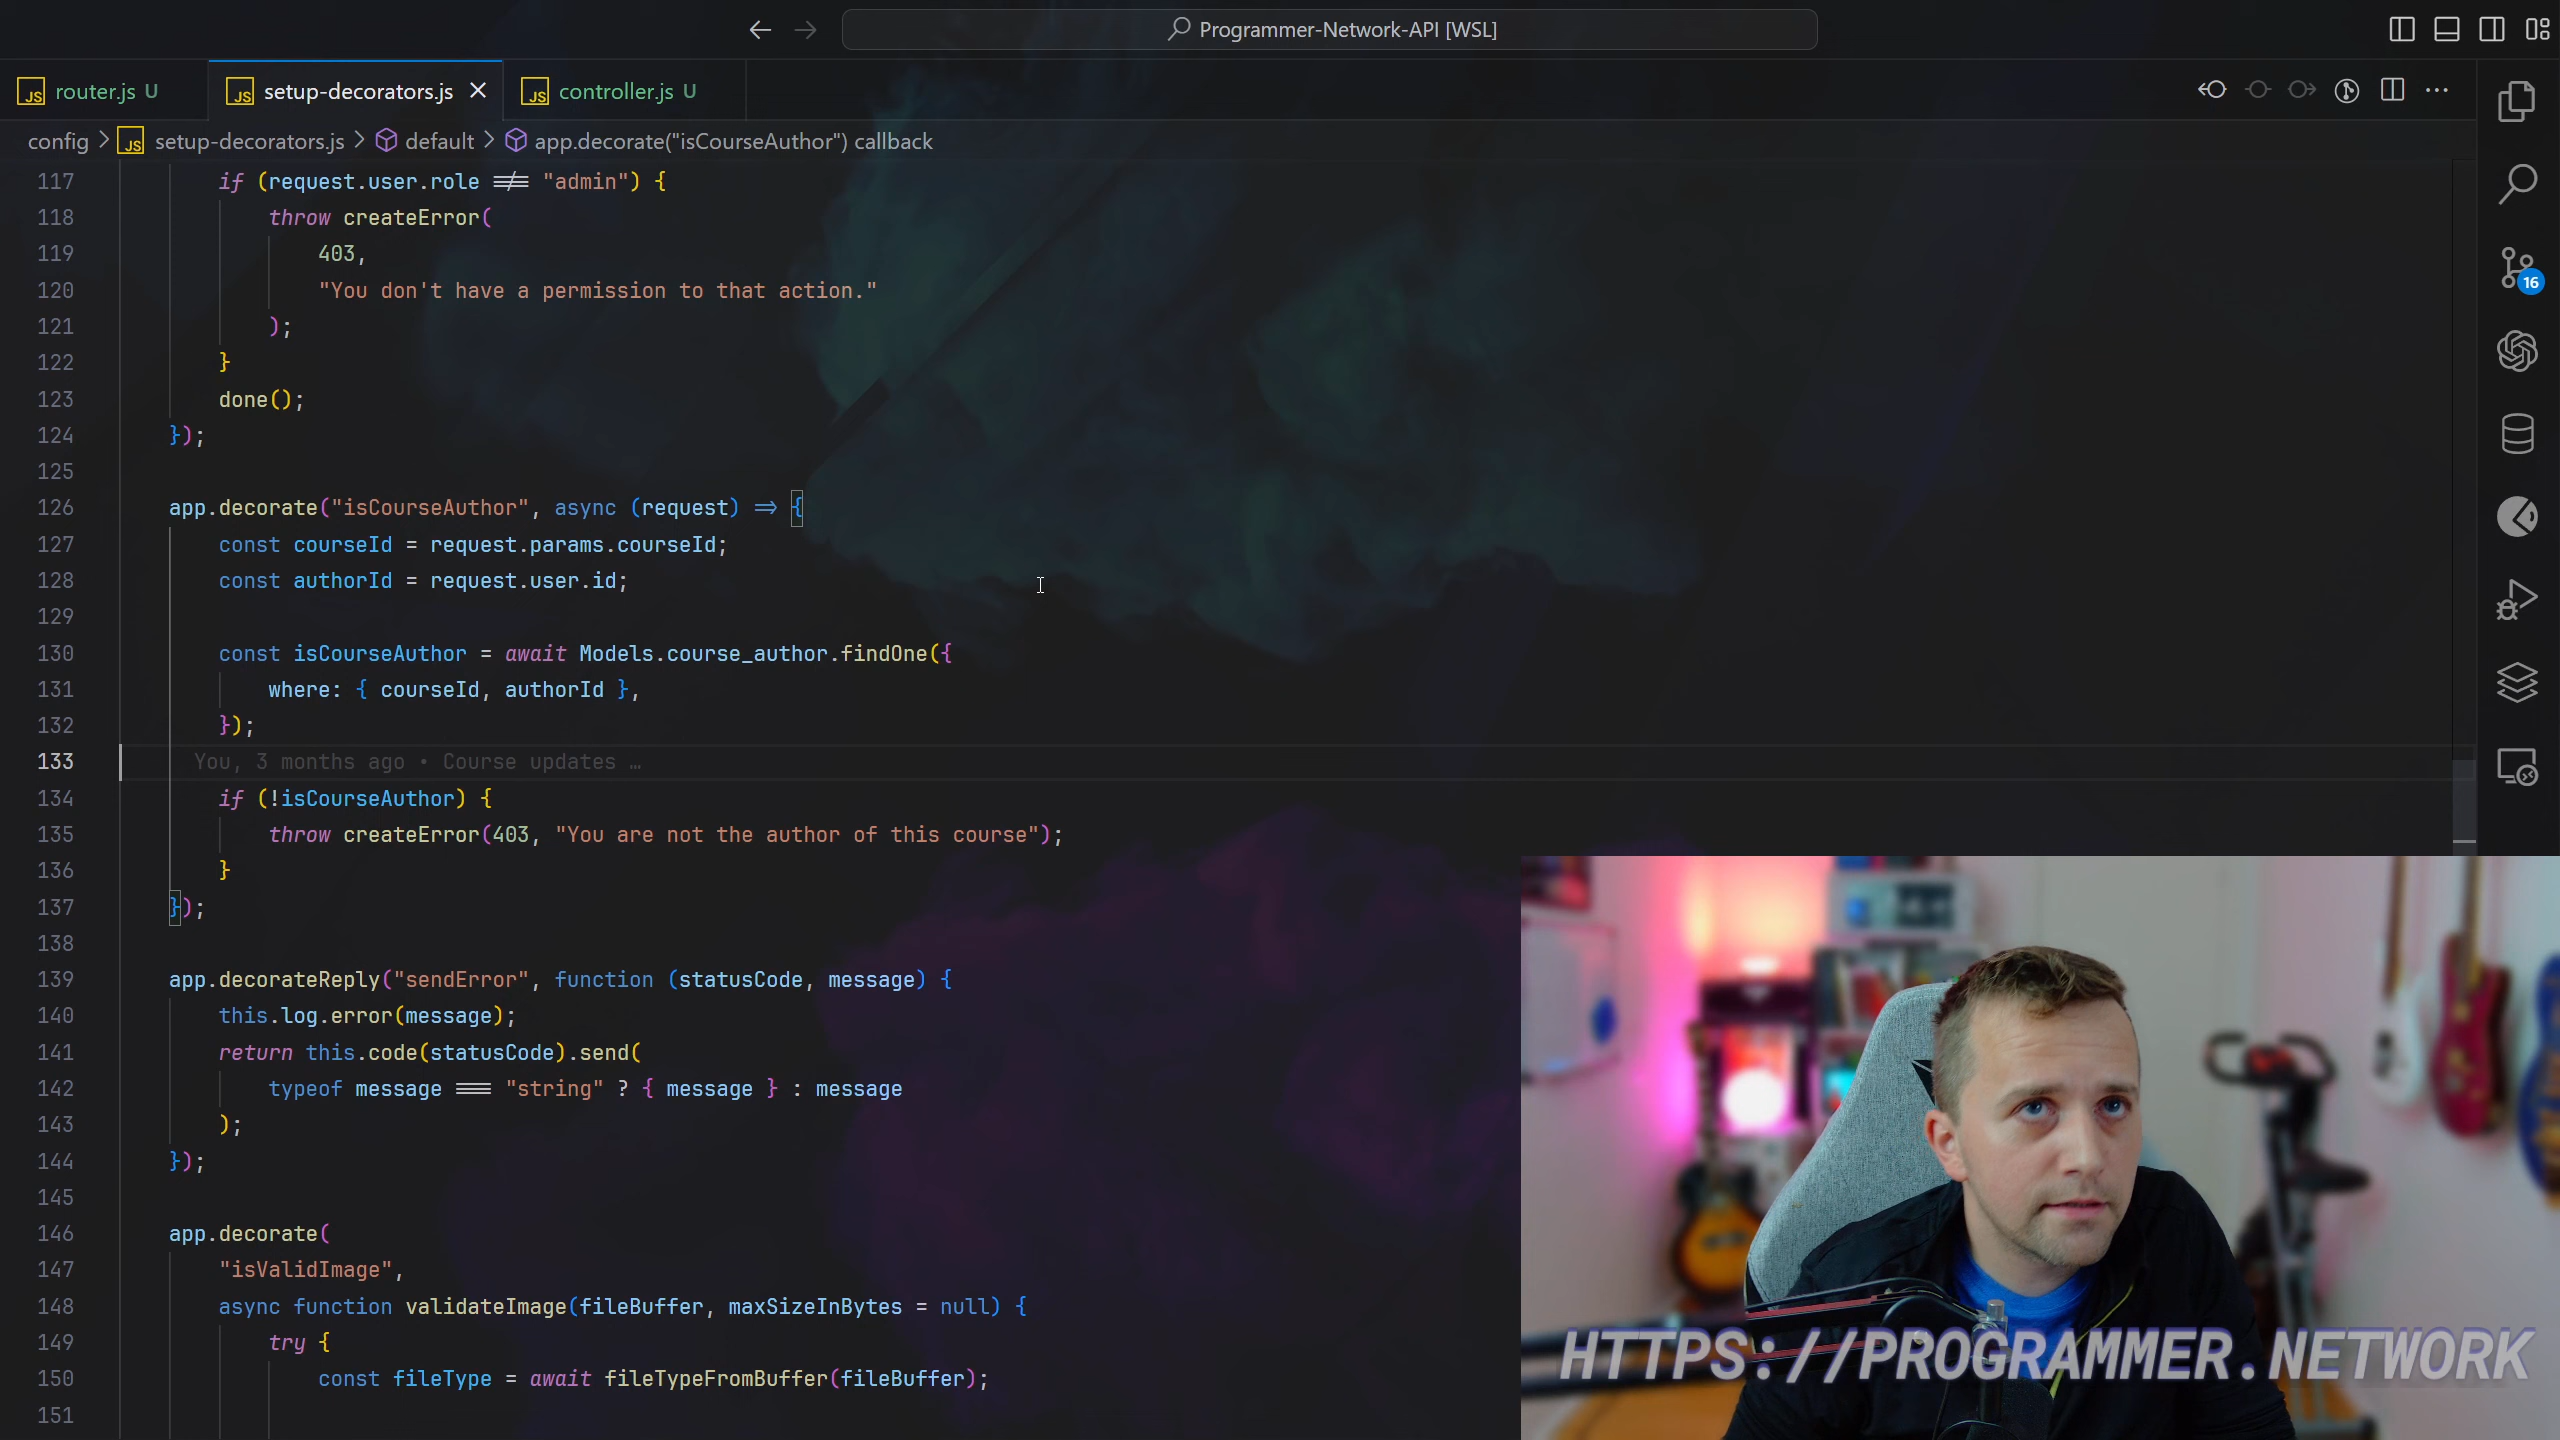 Programmer-Network-API [WSL]
JS router.js U
JS setup-decorators.js
JS controller.js U
config > JS setup-decorators.js > default > app.decorate("isCourseAuthor") callback
16
117 if (request.user.role !== "admin") {
118 throw createError(
119 403,
120 "You don't have a permission to that action."
121 );
122 }
123 done();
124 });
125
126 app.decorate("isCourseAuthor", async (request) => {
127 const courseId = request.params.courseId;
128 const authorId = request.user.id;
129
130 const isCourseAuthor = await Models.course_author.findOne({
131 where: { courseId, authorId },
132 });
133 You, 3 months ago • Course updates …
134 if (!isCourseAuthor) {
135 throw createError(403, "You are not the author of this course");
136 }
137 });
138
139 app.decorateReply("sendError", function (statusCode, message) {
140 this.log.error(message);
141 return this.code(statusCode).send(
142 typeof message === "string" ? { message } : message
143 );
144 });
145
146 app.decorate(
147 "isValidImage",
148 async function validateImage(fileBuffer, maxSizeInBytes = null) {
149 try {
150 const fileType = await fileTypeFromBuffer(fileBuffer);
151
HTTPS://PROGRAMMER.NETWORK